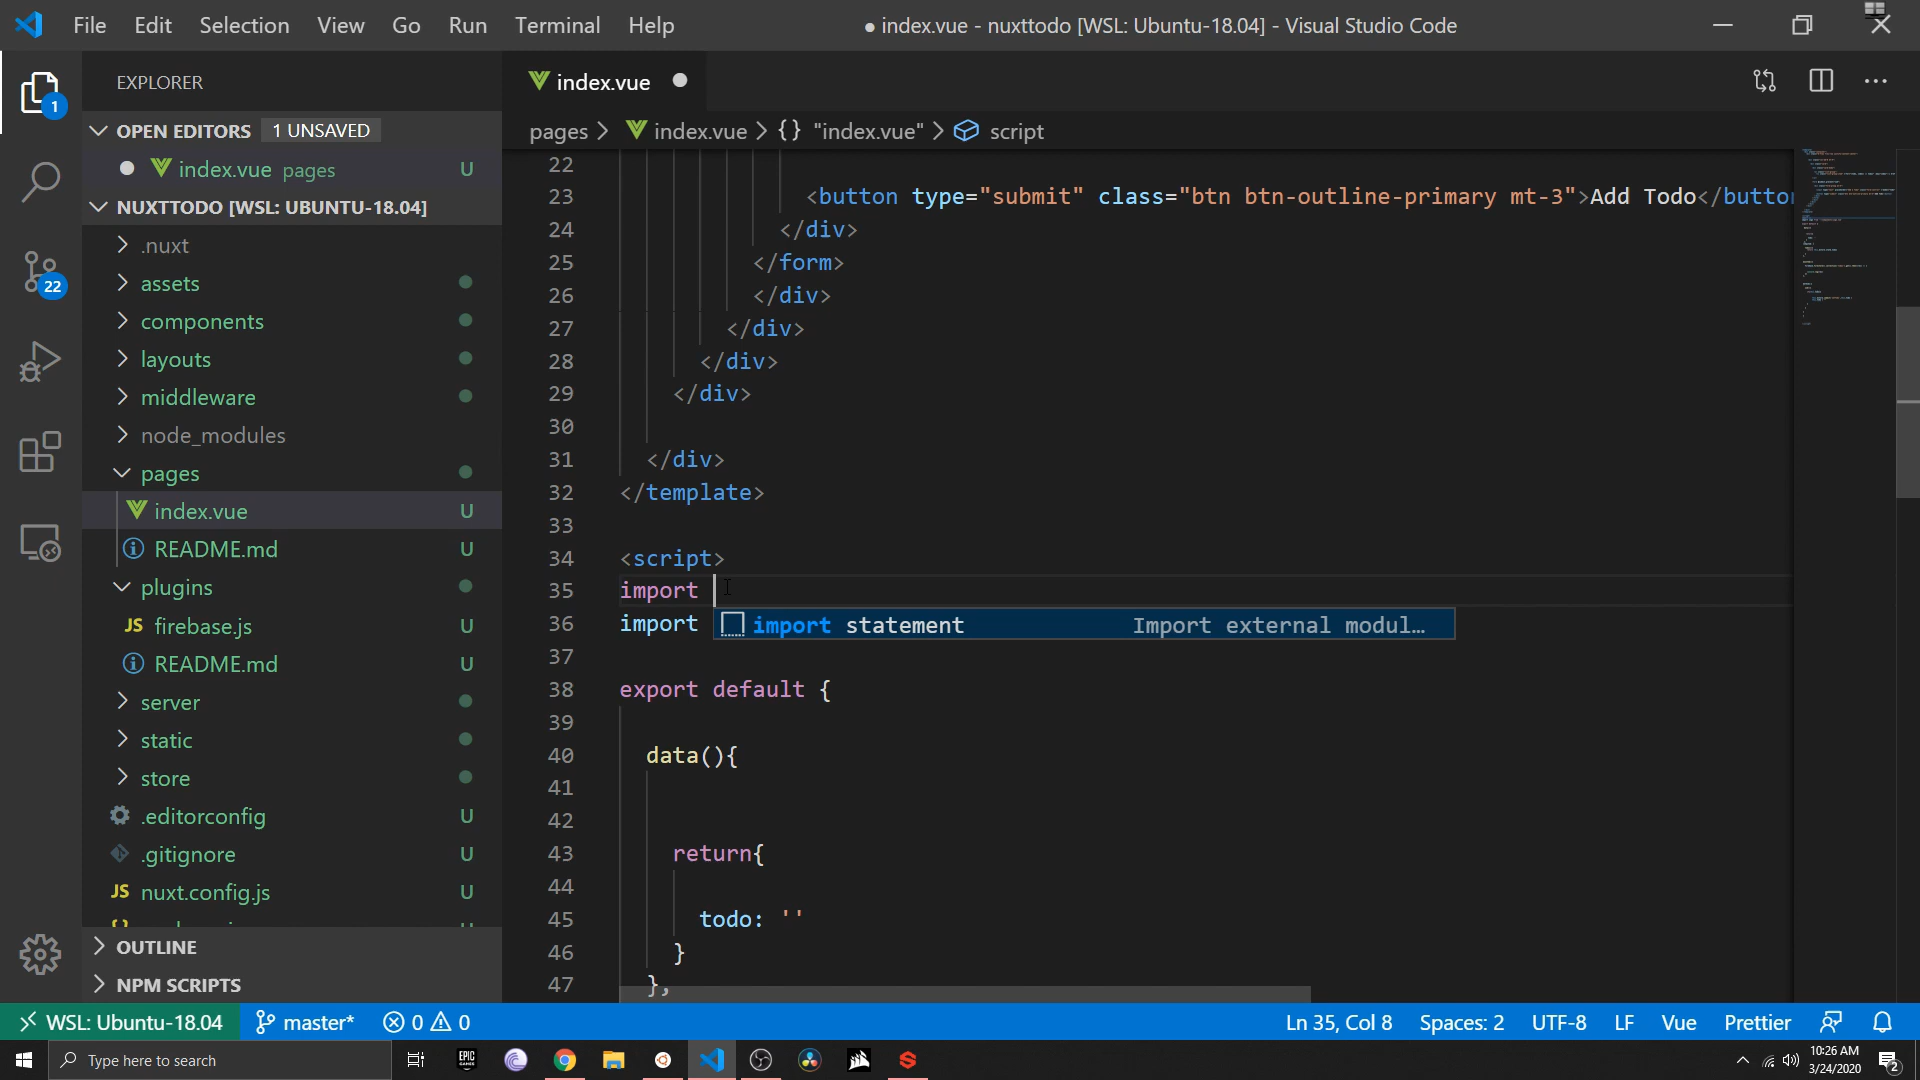 File Edit Selection View Go Run Terminal Help
● index.vue - nuxttodo [WSL: Ubuntu-18.04] - Visual Studio Code
EXPLORER
1
OPEN EDITORS 1 UNSAVED
index.vue pages U
NUXTTODO [WSL: UBUNTU-18.04]
.nuxt
assets
22
components
layouts
middleware
node_modules
pages
index.vue U
README.md U
plugins
JS firebase.js U
README.md U
server
static
store
.editorconfig U
.gitignore U
JS nuxt.config.js U
OUTLINE
NPM SCRIPTS
index.vue
pages > index.vue > {} "index.vue" > script
22
23 <button type="submit" class="btn btn-outline-primary mt-3">Add Todo</button
24 </div>
25 </form>
26 </div>
27 </div>
28 </div>
29 </div>
30
31 </div>
32 </template>
33
34 <script>
35 import
36 import
import statement Import external modul…
37
38 export default {
39
40 data(){
41
42
43 return{
44
45 todo: ''
46 }
47 },
WSL: Ubuntu-18.04 master* 0 0 Ln 35, Col 8 Spaces: 2 UTF-8 LF Vue Prettier
Type here to search
EPIC GAMES
10:26 AM
3/24/2020
2